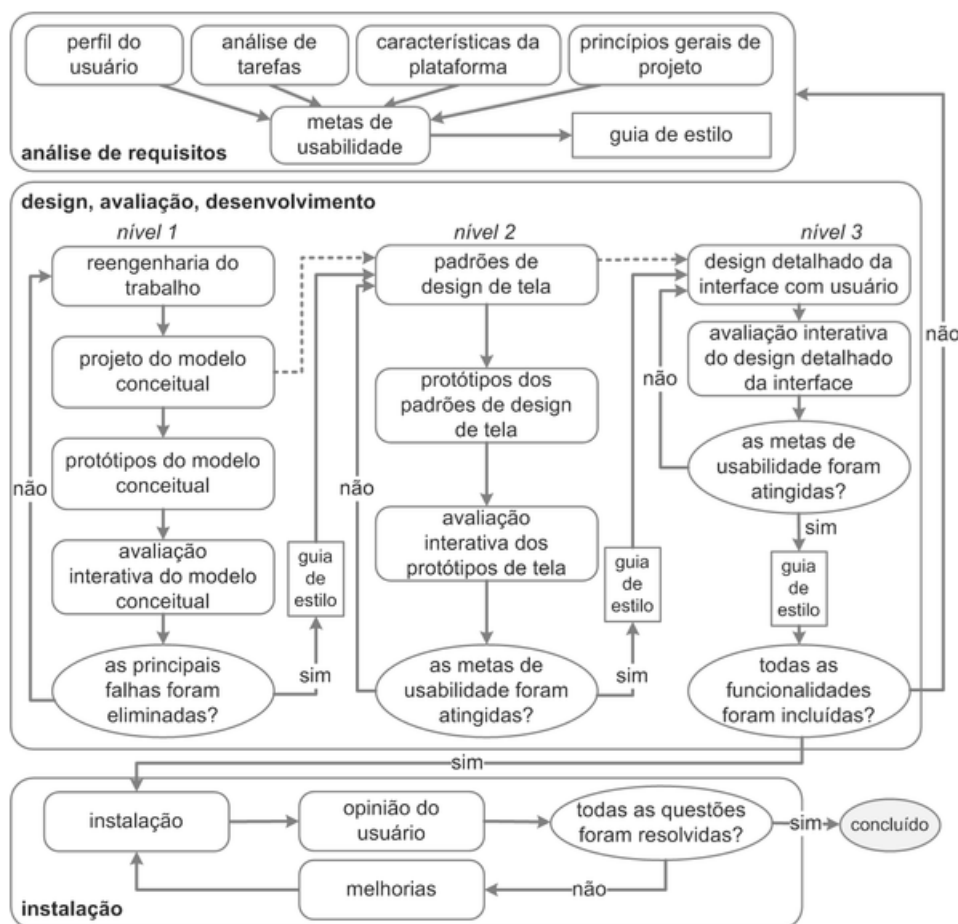 perfil do
usuário
análise de
tarefas
características da
plataforma
princípios gerais de
projeto
metas de
usabilidade
guia de estilo
análise de requisitos
design, avaliação, desenvolvimento
nível 1
reengenharia do
trabalho
projeto do modelo
conceitual
protótipos do modelo
conceitual
avaliação
interativa do modelo
conceitual
as principais
falhas foram
eliminadas?
não
sim
guia
de
estilo
nível 2
padrões de
design de tela
protótipos dos
padrões de design
de tela
avaliação
interativa dos
protótipos de tela
as metas de
usabilidade foram
atingidas?
não
sim
guia
de
estilo
nível 3
design detalhado da
interface com usuário
avaliação interativa
do design detalhado
da interface
as metas de
usabilidade foram
atingidas?
não
sim
guia
de
estilo
todas as
funcionalidades
foram incluídas?
não
sim
instalação
opinião do
usuário
todas as questões
foram resolvidas?
sim
concluído
não
melhorias
instalação